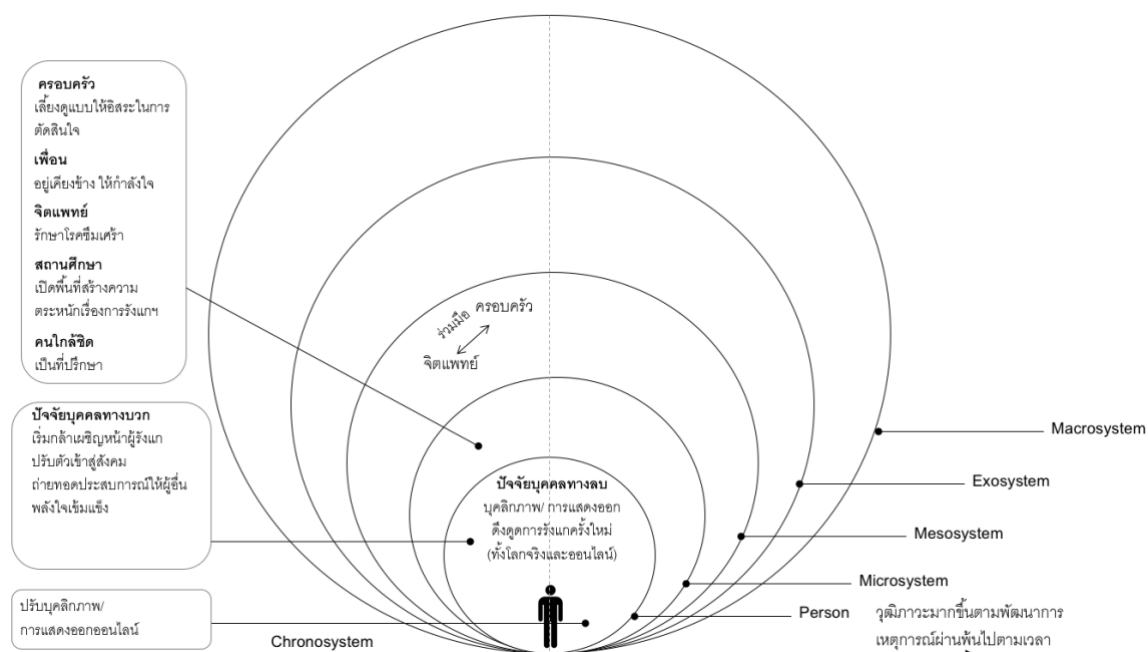 ครอบครัว
เลี้ยงดูแบบให้อิสระในการ
ตัดสินใจ
เพื่อน
อยู่เคียงข้าง ให้กำลังใจ
จิตแพทย์
รักษาโรคซึมเศร้า
สถานศึกษา
เปิดพื้นที่สร้างความ
ตระหนักเรื่องการรังแกฯ
คนใกล้ชิด
เป็นที่ปรึกษา
ปัจจัยบุคคลทางบวก
เริ่มกล้าเผชิญหน้าผู้รังแก
ปรับตัวเข้าสู่สังคม
ถ่ายทอดประสบการณ์ให้ผู้อื่น
พลังใจเข้มแข็ง
ปรับบุคลิกภาพ/
การแสดงออกออนไลน์
ร่วมมือ
ครอบครัว
จิตแพทย์
ปัจจัยบุคคลทางลบ
บุคลิกภาพ/ การแสดงออก
ดึงดูดการรังแกครั้งใหม่
(ทั้งโลกจริงและออนไลน์)
Macrosystem
Exosystem
Mesosystem
Microsystem
Person
Chronosystem
วุฒิภาวะมากขึ้นตามพัฒนาการ
เหตุการณ์ผ่านพ้นไปตามเวลา